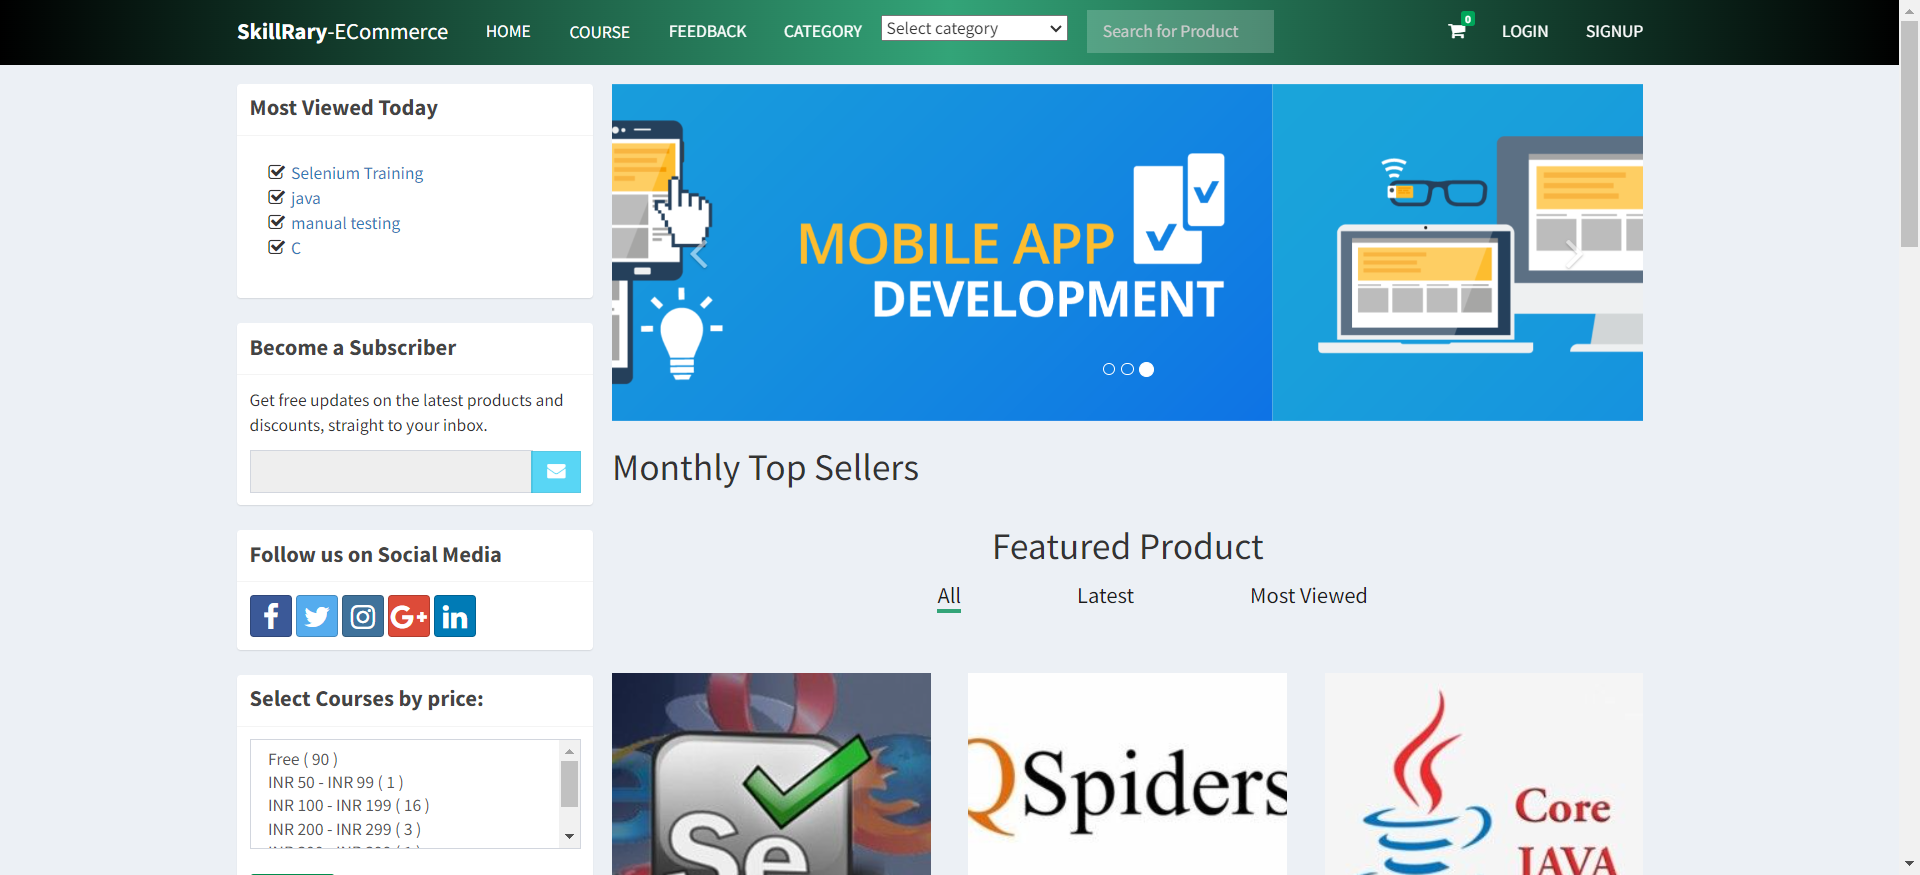 SkillRary-ECommerce HOME COURSE FEEDBACK CATEGORY Select category Search for Product 0 LOGIN SIGNUP
Most Viewed Today
Selenium Training
java
manual testing
C
Become a Subscriber
Get free updates on the latest products and
discounts, straight to your inbox.
Follow us on Social Media
f
G+
in
Select Courses by price:
Free ( 90 )
INR 50 - INR 99 ( 1 )
INR 100 - INR 199 ( 16 )
INR 200 - INR 299 ( 3 )
MOBILE APP
DEVELOPMENT
Monthly Top Sellers
Featured Product
All Latest Most Viewed
Se
QSpiders
Core
JAVA